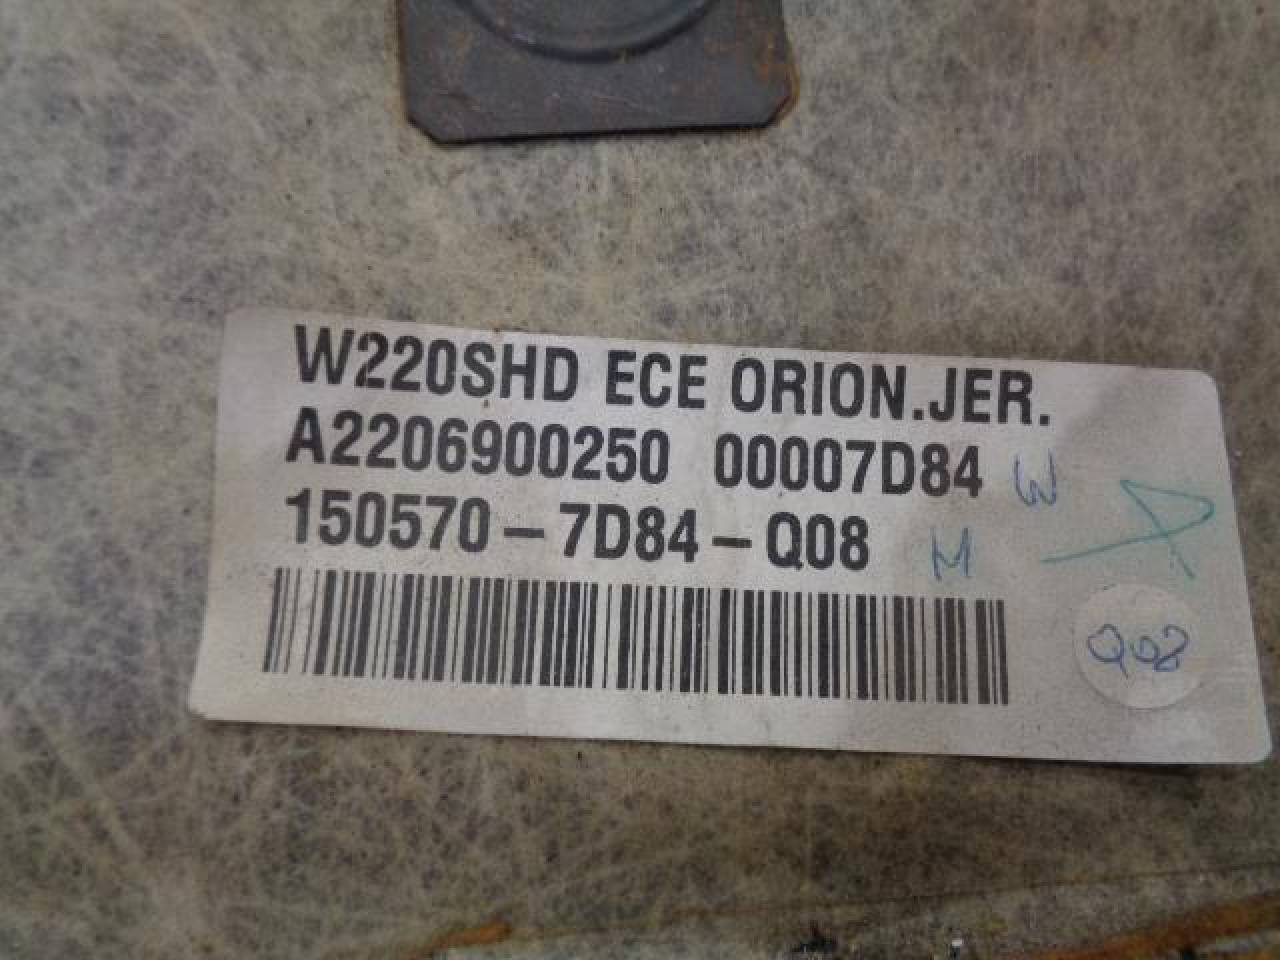 W220SHD ECE ORION.JER.
A2206900250 00007D84 W
150570-7D84-Q08 M
Q08